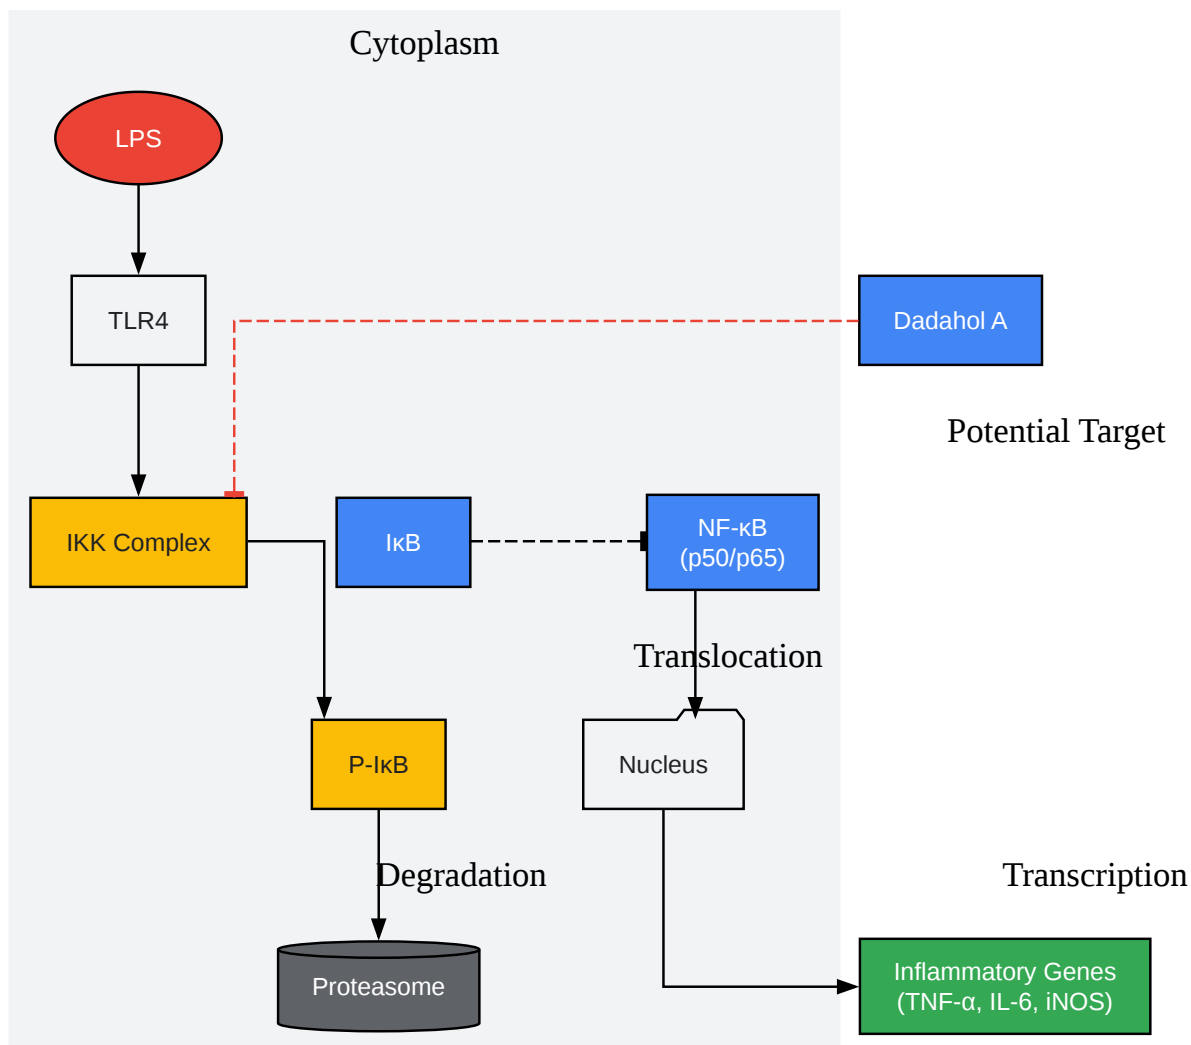 Cytoplasm
LPS
TLR4
Dadahol A
Potential Target
IKK Complex
IκB
NF-κB
(p50/p65)
Translocation
P-IκB
Nucleus
Degradation
Transcription
Proteasome
Inflammatory Genes
(TNF-α, IL-6, iNOS)